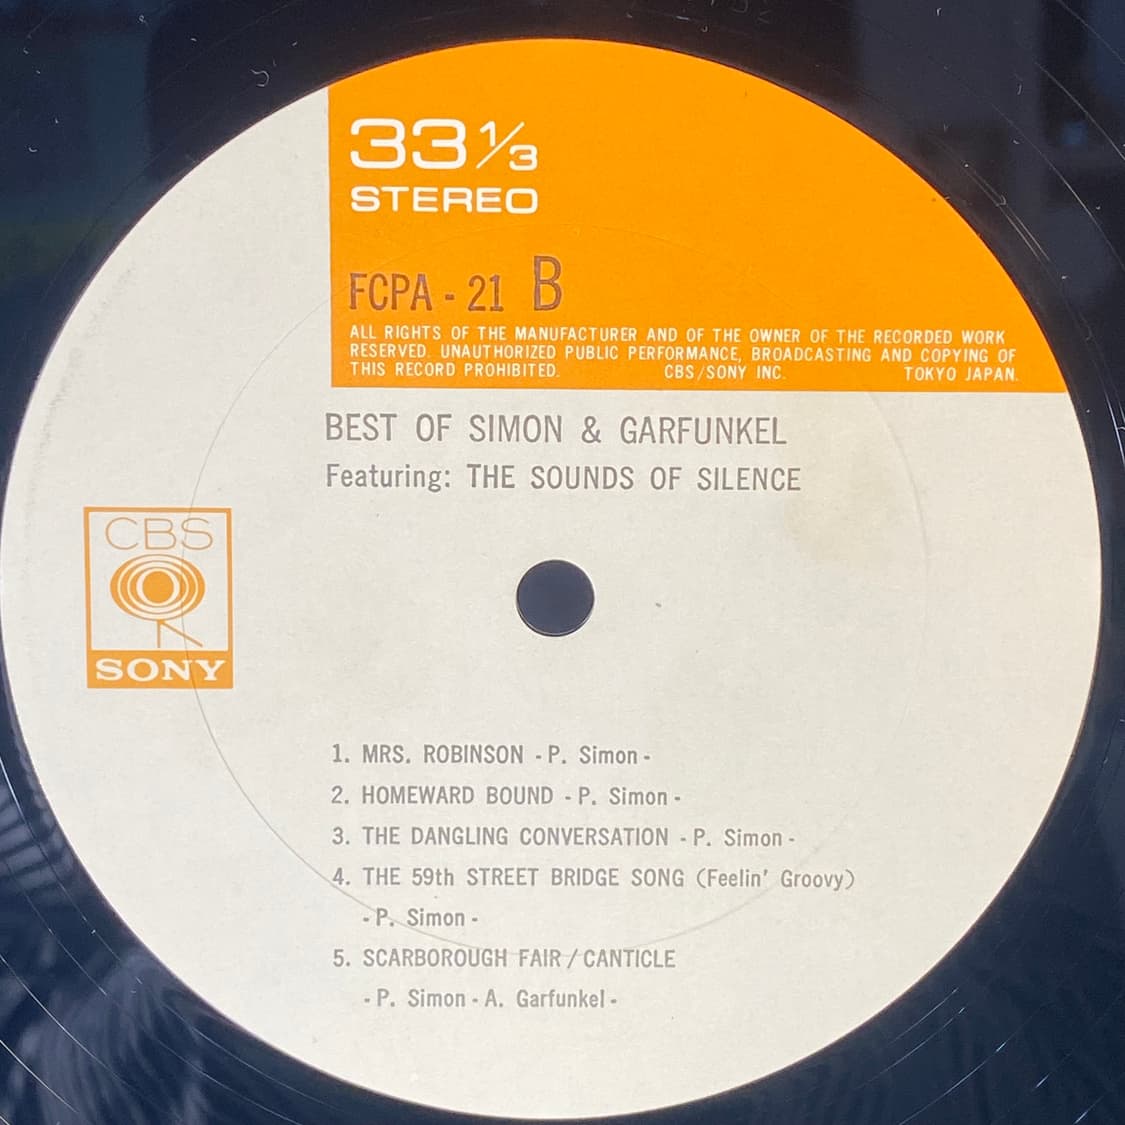 33 1/3
STEREO
FCPA - 21 B
ALL RIGHTS OF THE MANUFACTURER AND OF THE OWNER OF THE RECORDED WORK
RESERVED. UNAUTHORIZED PUBLIC PERFORMANCE, BROADCASTING AND COPYING OF
THIS RECORD PROHIBITED. CBS/SONY INC. TOKYO JAPAN.
BEST OF SIMON & GARFUNKEL
Featuring: THE SOUNDS OF SILENCE
CBS
SONY
1. MRS. ROBINSON - P. Simon -
2. HOMEWARD BOUND - P. Simon -
3. THE DANGLING CONVERSATION - P. Simon -
4. THE 59th STREET BRIDGE SONG (Feelin' Groovy)
- P. Simon -
5. SCARBOROUGH FAIR / CANTICLE
- P. Simon - A. Garfunkel -